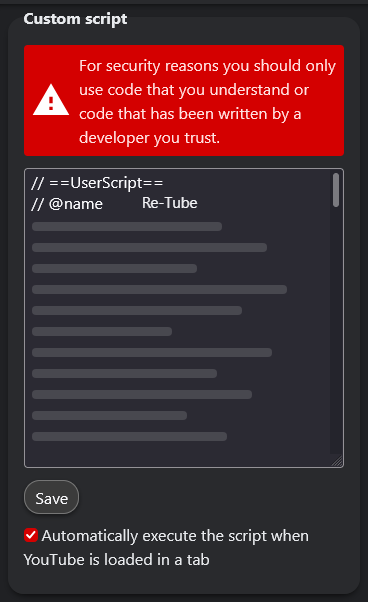 Custom script
For security reasons you should only
use code that you understand or
code that has been written by a
developer you trust.
// ==UserScript==
// @name Re-Tube
Save
Automatically execute the script when
YouTube is loaded in a tab